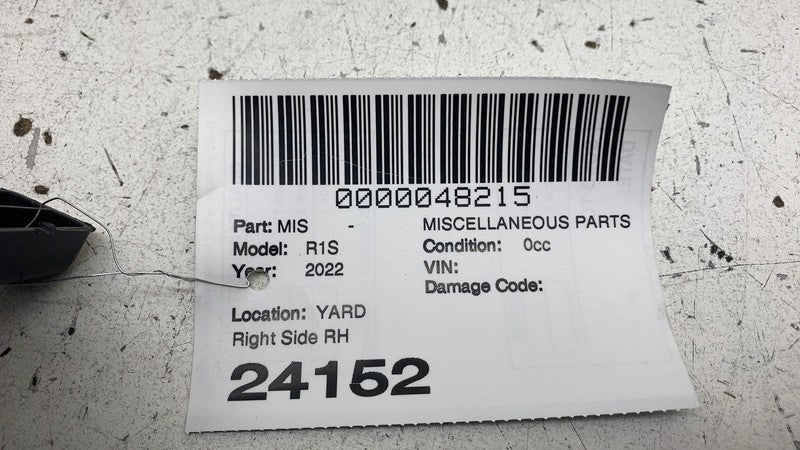 0000048215
Part: MIS - MISCELLANEOUS PARTS
Model: R1S Condition: 0cc
Year: 2022 VIN:
Damage Code:
Location: YARD
Right Side RH
24152